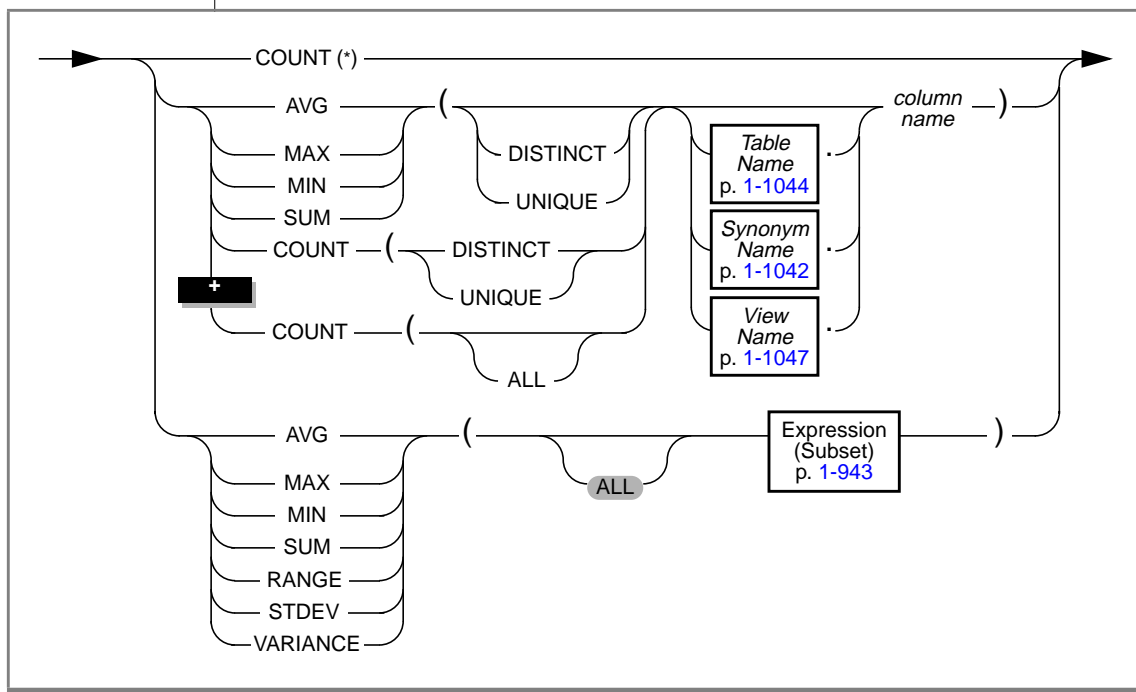 COUNT (*)
AVG ( column
name )
MAX DISTINCT Table
Name .
p. 1-1044
MIN UNIQUE
SUM
COUNT ( DISTINCT Synonym
Name .
p. 1-1042
UNIQUE
+
COUNT ( View
Name .
p. 1-1047
ALL
AVG ( Expression
(Subset)
p. 1-943 )
MAX ALL
MIN
SUM
RANGE
STDEV
VARIANCE